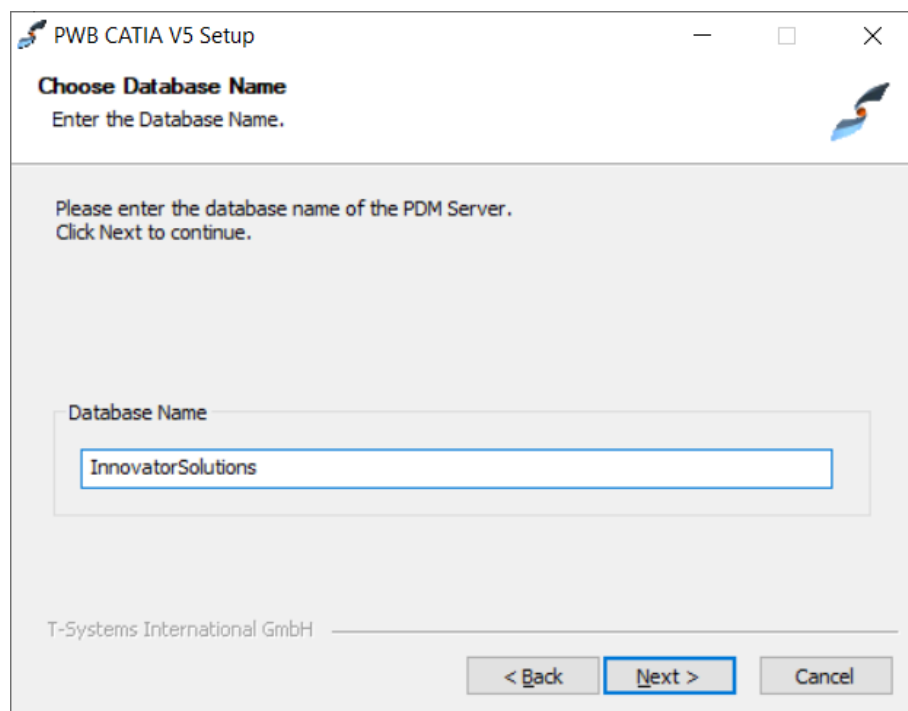 PWB CATIA V5 Setup
Choose Database Name
Enter the Database Name.
Please enter the database name of the PDM Server.
Click Next to continue.
Database Name
InnovatorSolutions
T-Systems International GmbH
< Back Next > Cancel